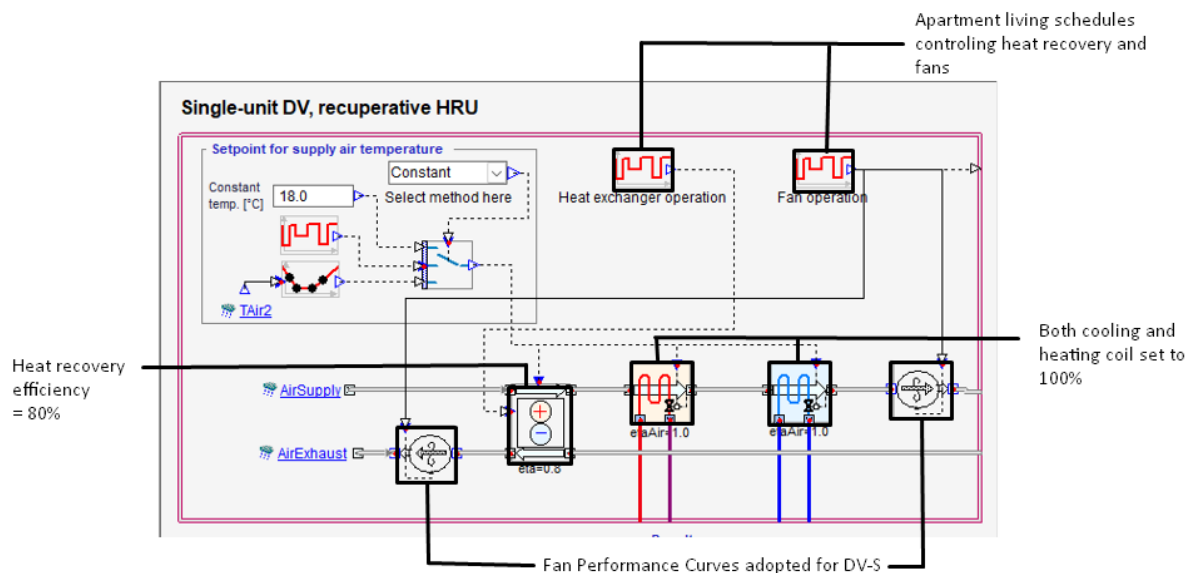 Apartment living schedules
controling heat recovery and
fans
Single-unit DV, recuperative HRU
Setpoint for supply air temperature
Constant
Constant
temp. [°C]
18.0
Select method here
Heat exchanger operation
Fan operation
TAir2
Both cooling and
heating coil set to
100%
Heat recovery
efficiency
= 80%
AirSupply
AirExhaust
etaAir=1.0
etaAir=1.0
eta=0.8
Fan Performance Curves adopted for DV-S